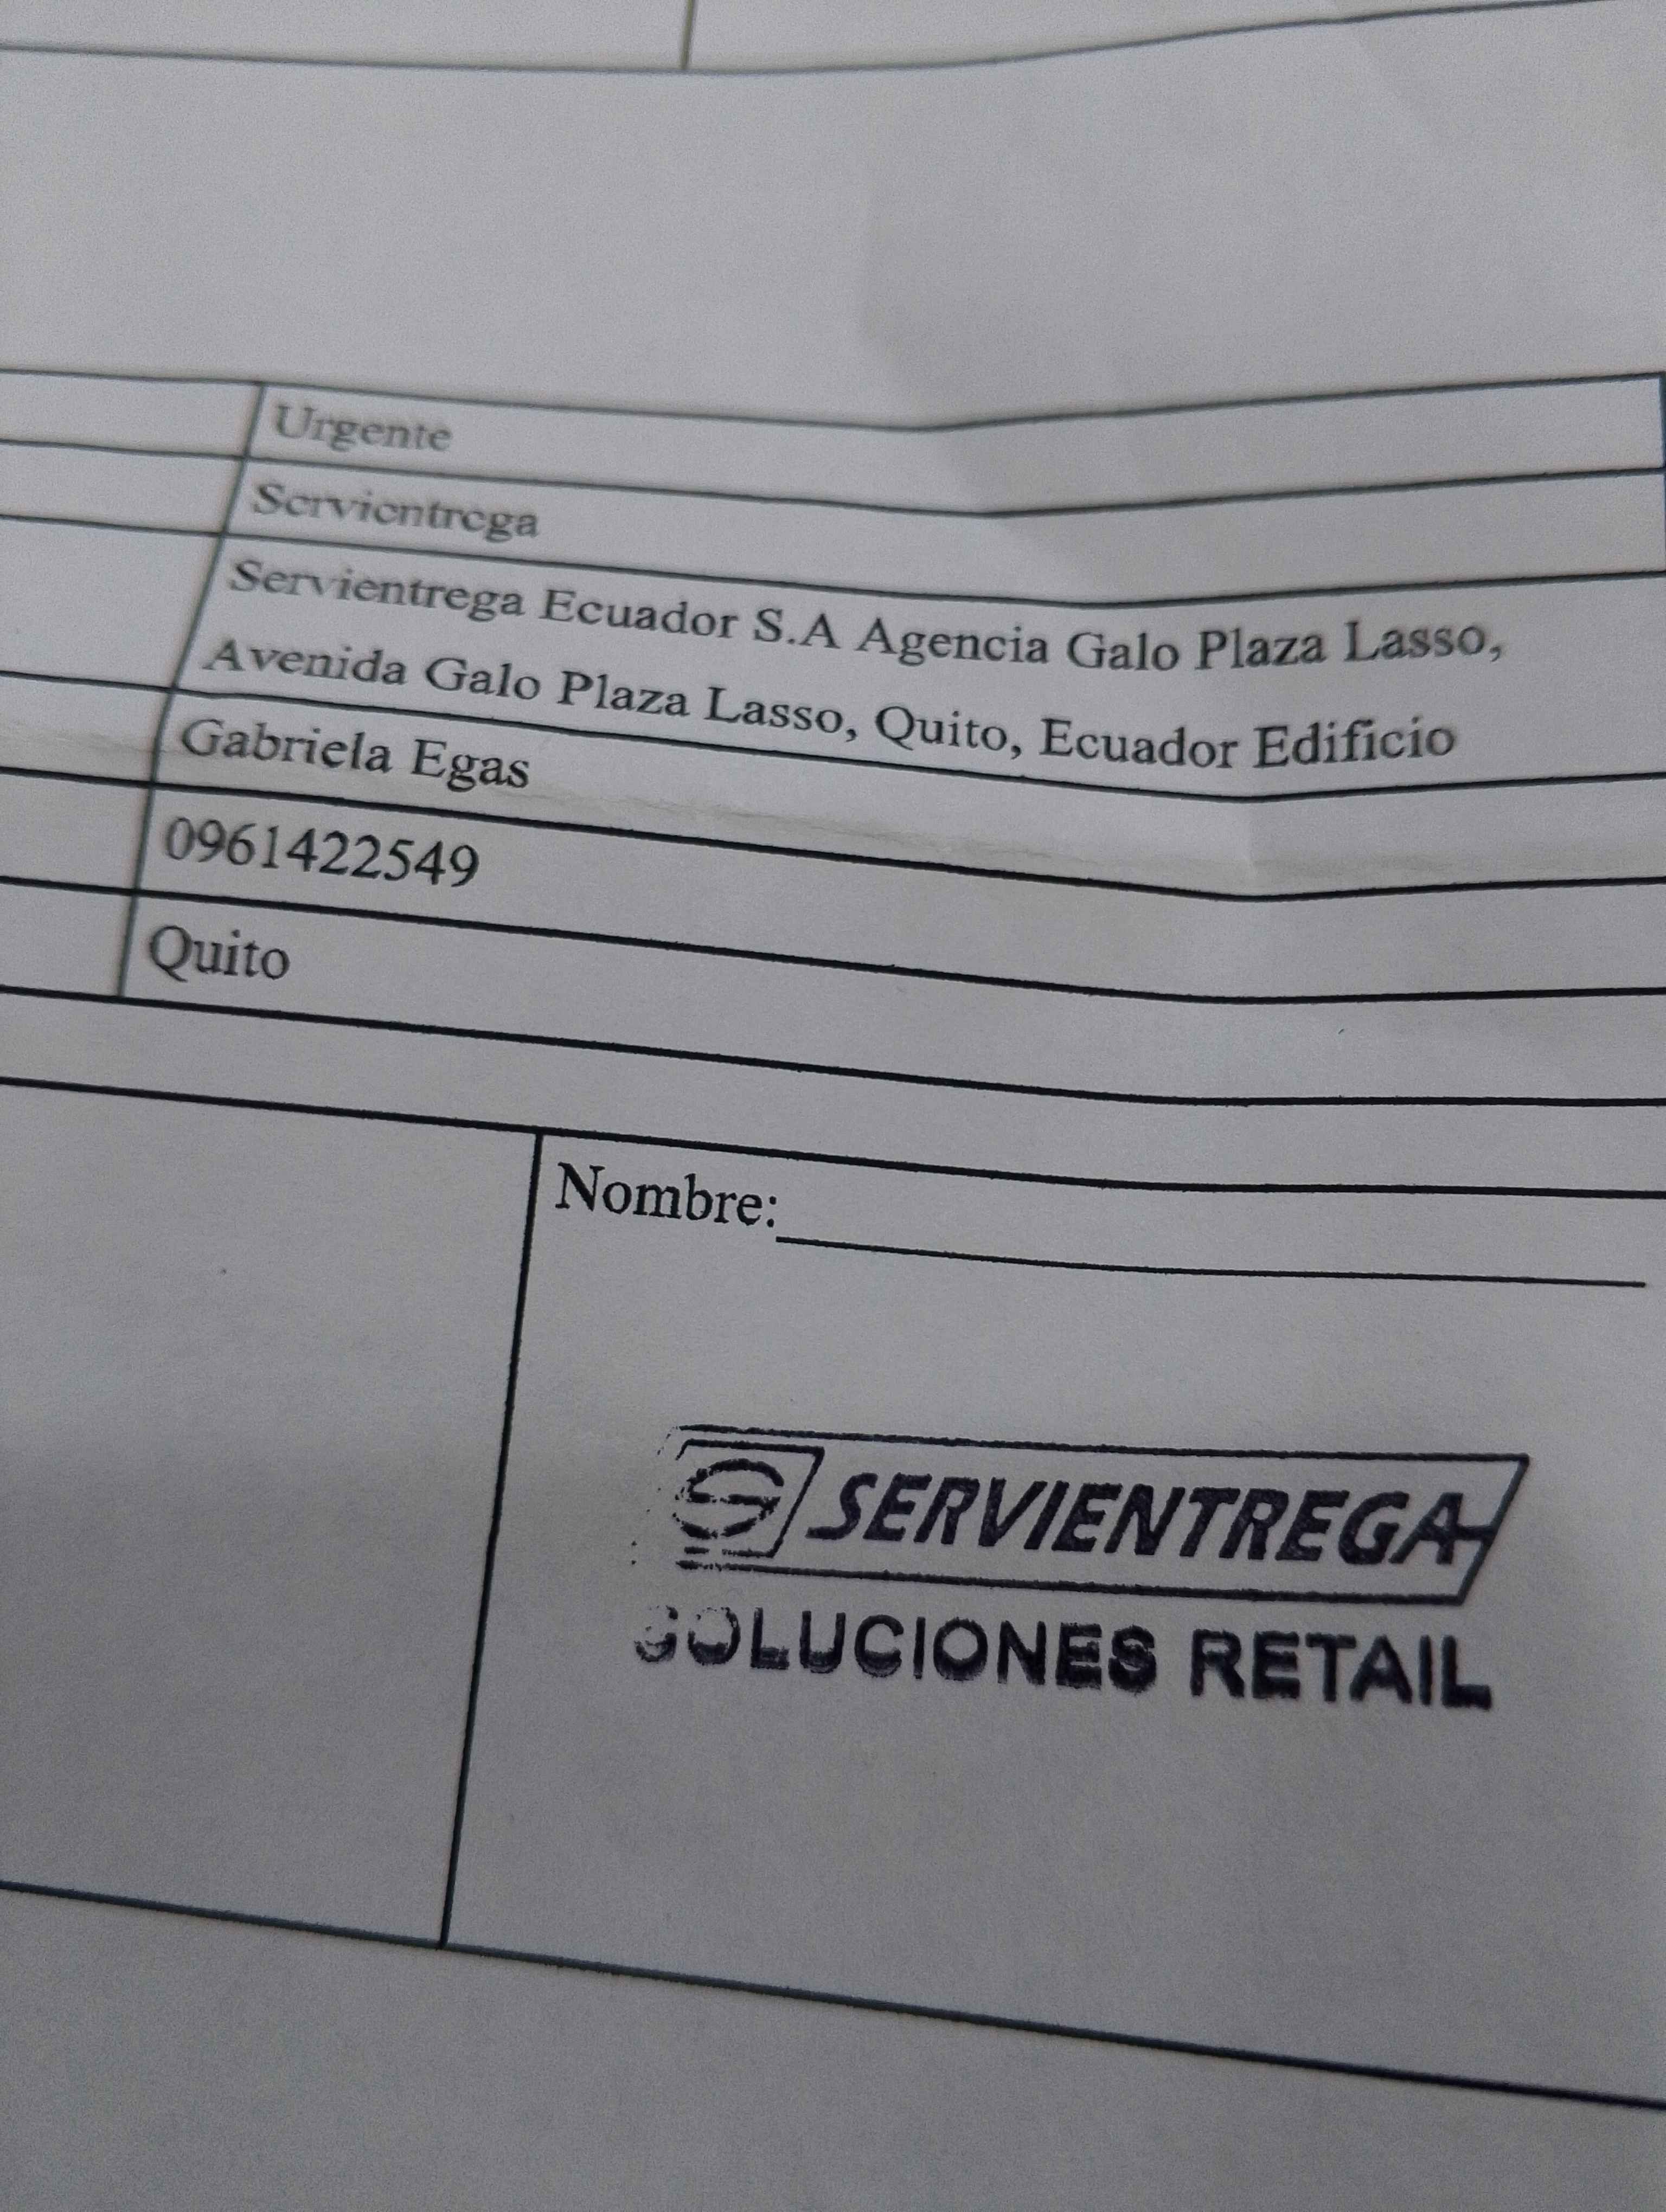 Urgente
Servientrega
Servientrega Ecuador S.A Agencia Galo Plaza Lasso,
Avenida Galo Plaza Lasso, Quito, Ecuador Edificio
Gabriela Egas
0961422549
Quito
Nombre:
SERVIENTREGA
SOLUCIONES RETAIL